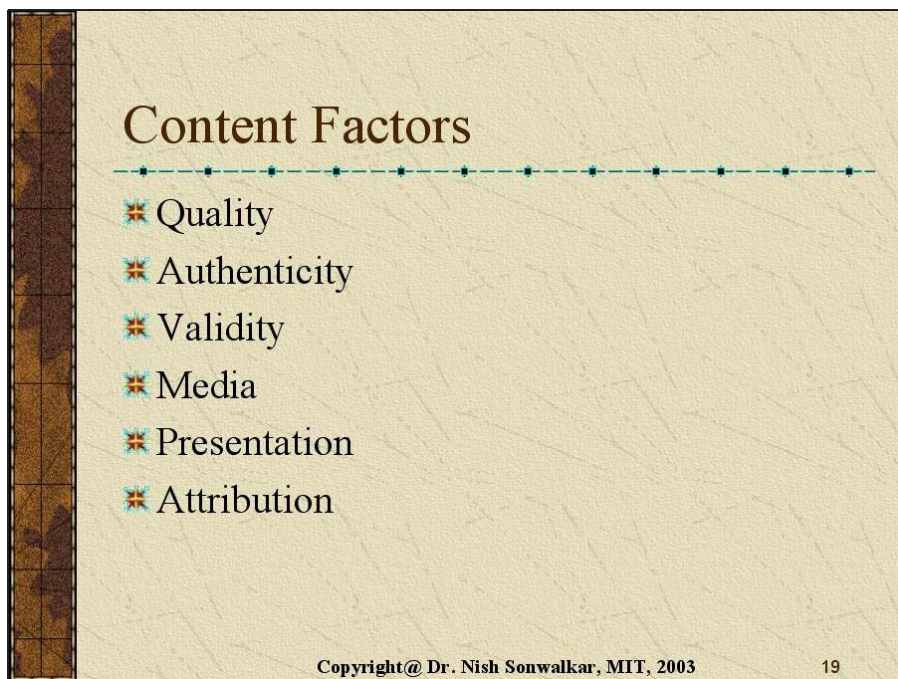 Content Factors
Quality
Authenticity
Validity
Media
Presentation
Attribution
Copyright@ Dr. Nish Sonwalkar, MIT, 2003 19